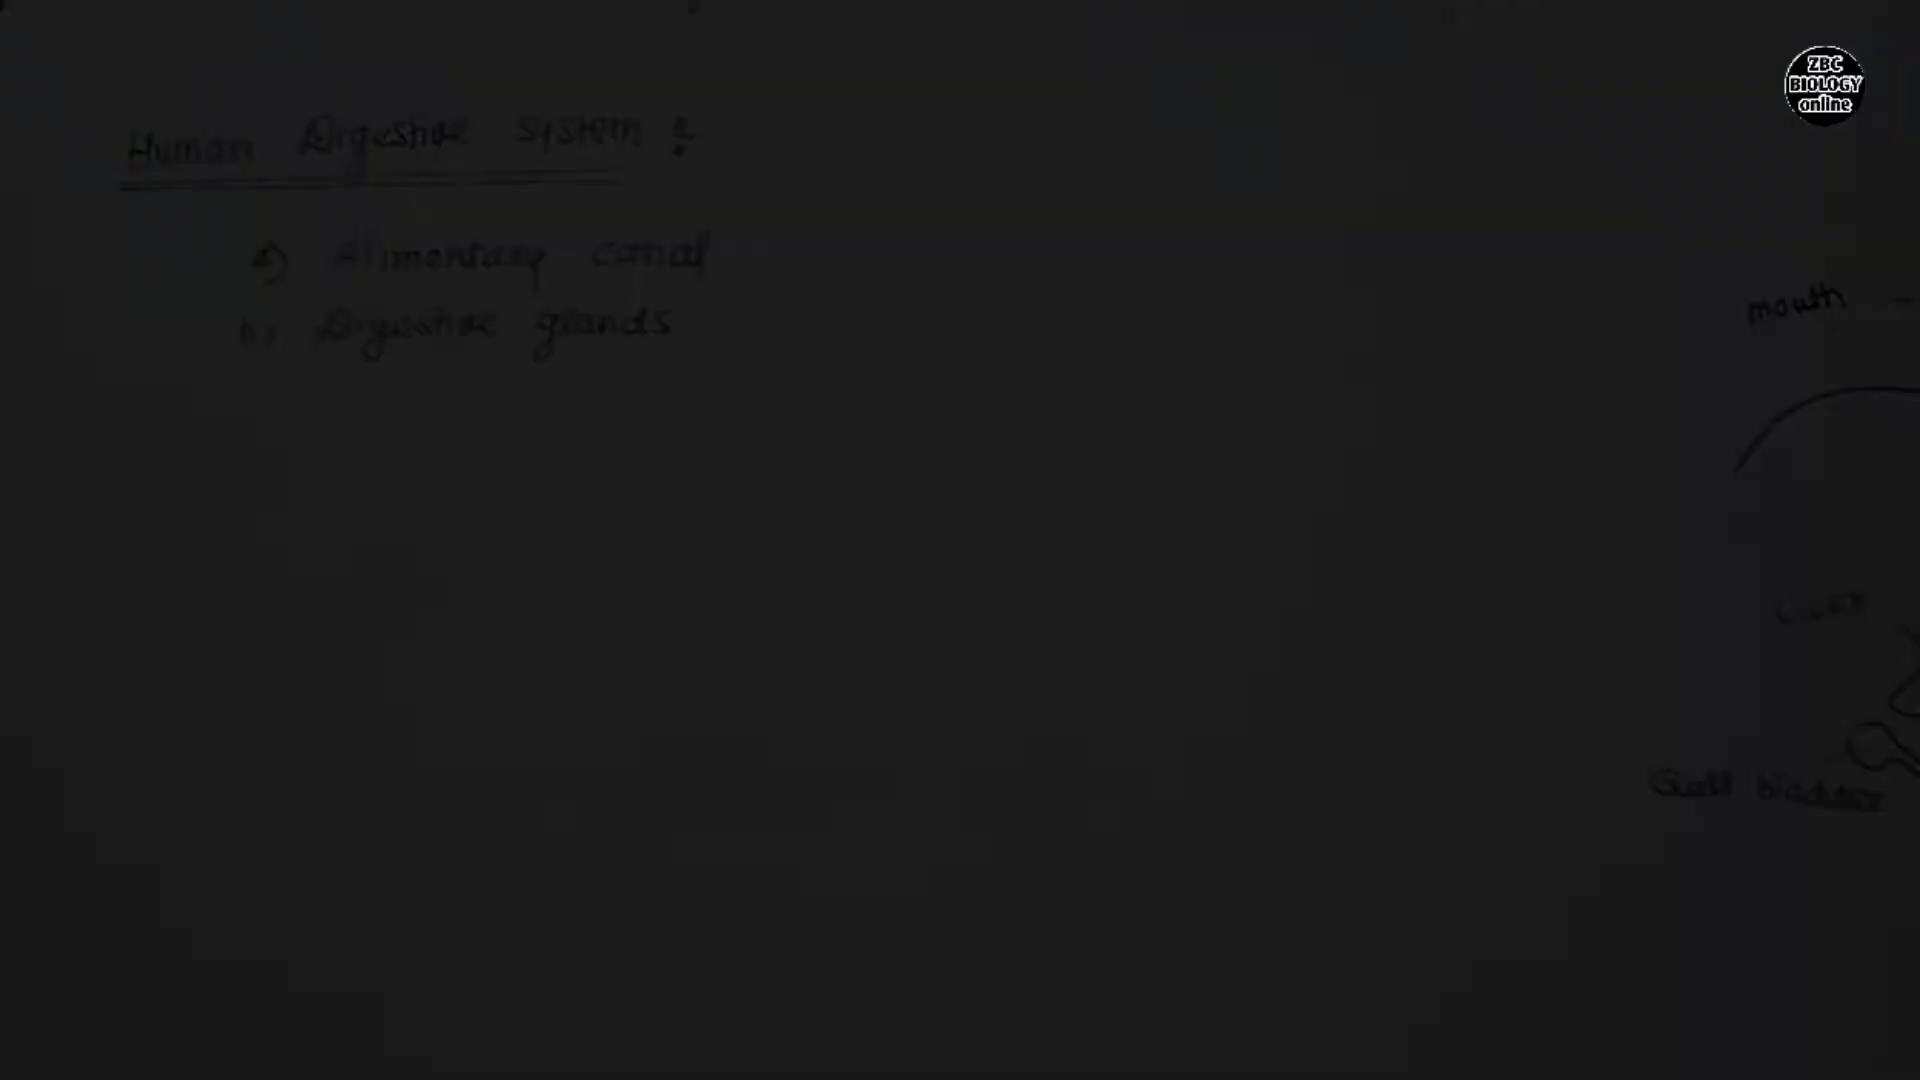 ZBC
BIOLOGY
online
Human Digestive system :
a) Alimentary canal
b) Digestive glands
mouth
Liver
Gall bladder